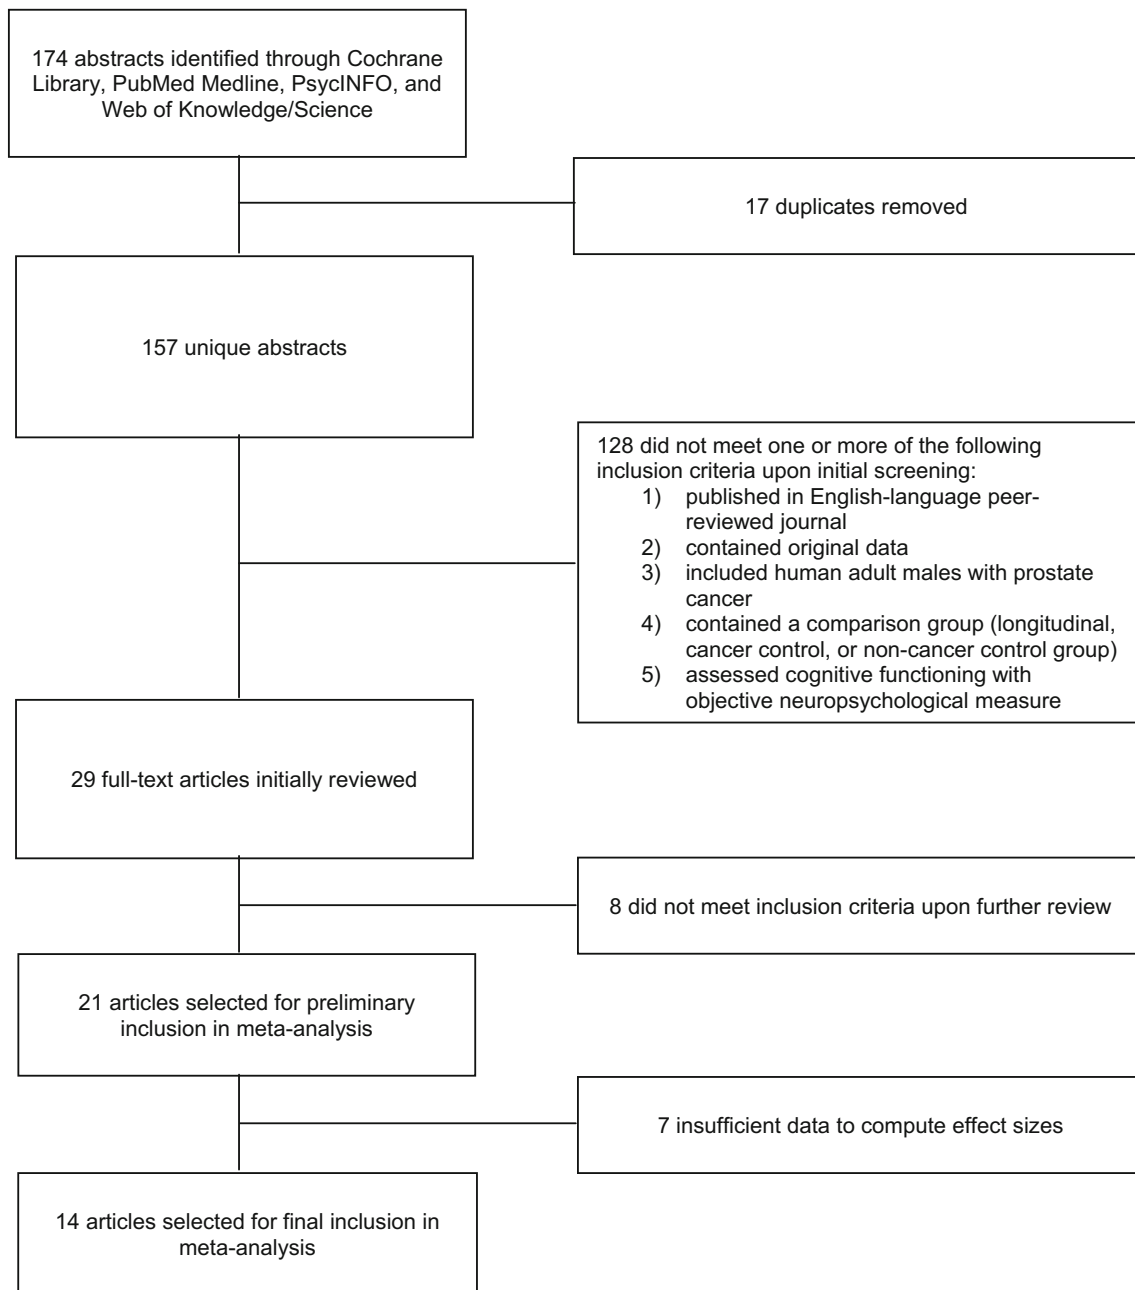 174 abstracts identified through Cochrane
Library, PubMed Medline, PsycINFO, and
Web of Knowledge/Science
17 duplicates removed
157 unique abstracts
128 did not meet one or more of the following
inclusion criteria upon initial screening:
1) published in English-language peer-
reviewed journal
2) contained original data
3) included human adult males with prostate
cancer
4) contained a comparison group (longitudinal,
cancer control, or non-cancer control group)
5) assessed cognitive functioning with
objective neuropsychological measure
29 full-text articles initially reviewed
8 did not meet inclusion criteria upon further review
21 articles selected for preliminary
inclusion in meta-analysis
7 insufficient data to compute effect sizes
14 articles selected for final inclusion in
meta-analysis